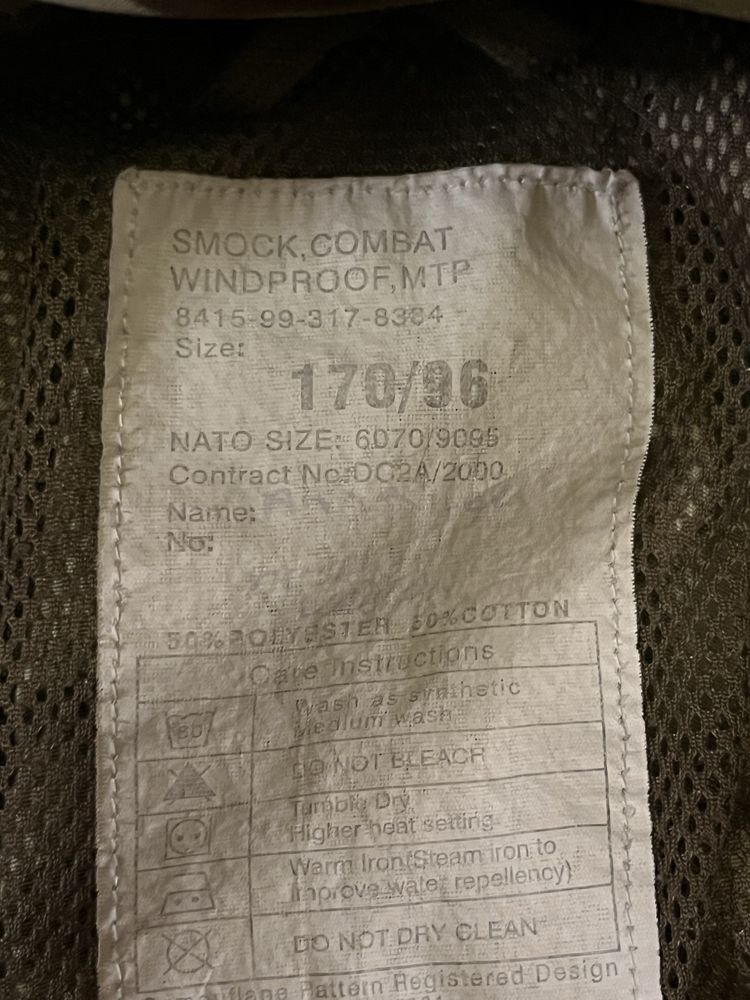 SMOCK,COMBAT
WINDPROOF,MTP
8415-99-317-8334
Size:
170/96
NATO SIZE: 6070/9095
Contract No:DC2A/2000
Name:
No:
50%POLYESTER 50%COTTON
Care Instructions
60
Wash as synthetic
Medium wash
DO NOT BLEACH
Tumble Dry
Higher heat setting
Warm Iron(Steam iron to
improve water repellency)
DO NOT DRY CLEAN
Pattern Registered Design